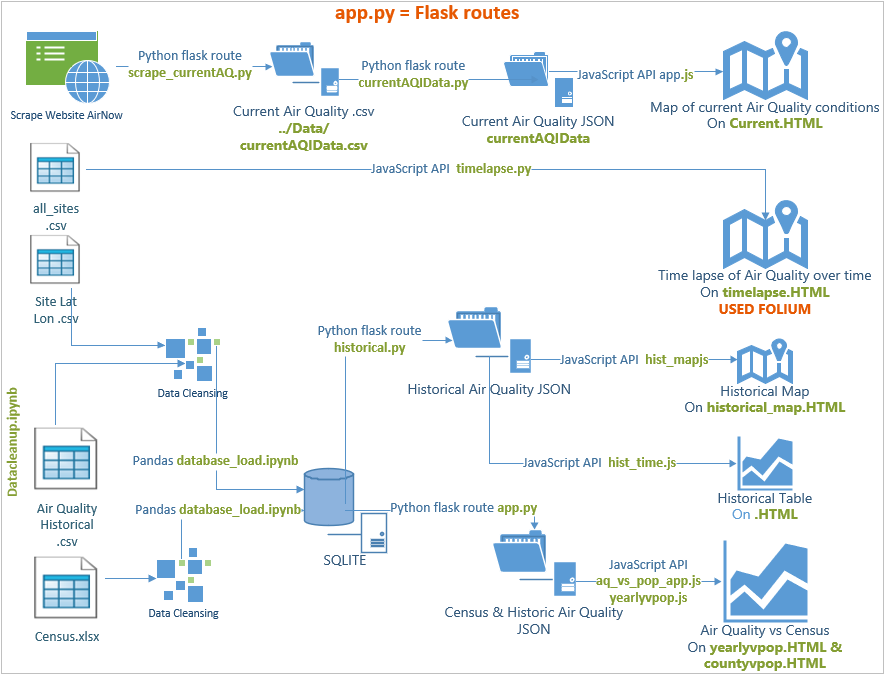 app.py = Flask routes
Python flask route
scrape_currentAQ.py
Python flask route
currentAQIData.py
JavaScript API app.js
Scrape Website AirNow
Current Air Quality .csv
../Data/
currentAQIData.csv
Current Air Quality JSON
currentAQIData
Map of current Air Quality conditions
On Current.HTML
JavaScript API timelapse.py
all_sites
.csv
Time lapse of Air Quality over time
On timelapse.HTML
USED FOLIUM
Site Lat
Lon .csv
Python flask route
historical.py
JavaScript API hist_mapjs
Data Cleansing
Historical Air Quality JSON
Historical Map
On historical_map.HTML
Datacleanup.ipynb
Pandas database_load.ipynb
JavaScript API hist_time.js
Historical Table
On .HTML
Air Quality
Historical
.csv
Pandas database_load.ipynb
Python flask route app.py
SQLITE
JavaScript API
aq_vs_pop_app.js
yearlyvpop.js
Data Cleansing
Census & Historic Air Quality
JSON
Census.xlsx
Air Quality vs Census
On yearlyvpop.HTML &
countyvpop.HTML